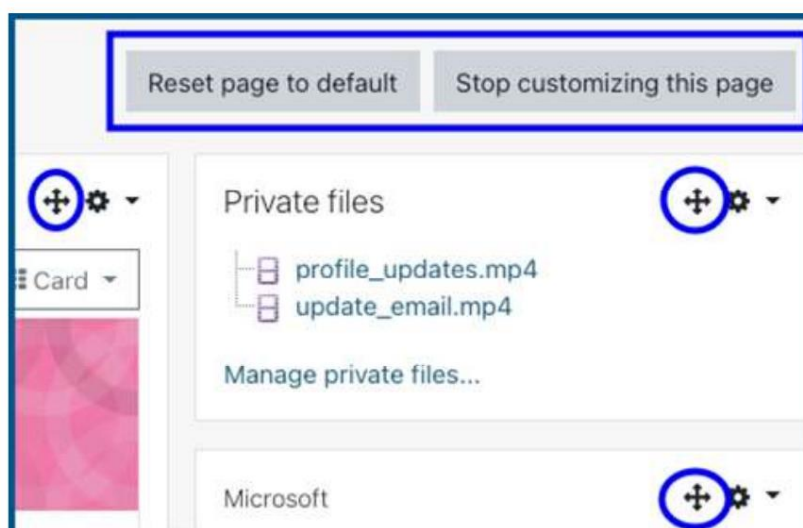 Reset page to default
Stop customizing this page
Card
Private files
profile_updates.mp4
update_email.mp4
Manage private files...
Microsoft